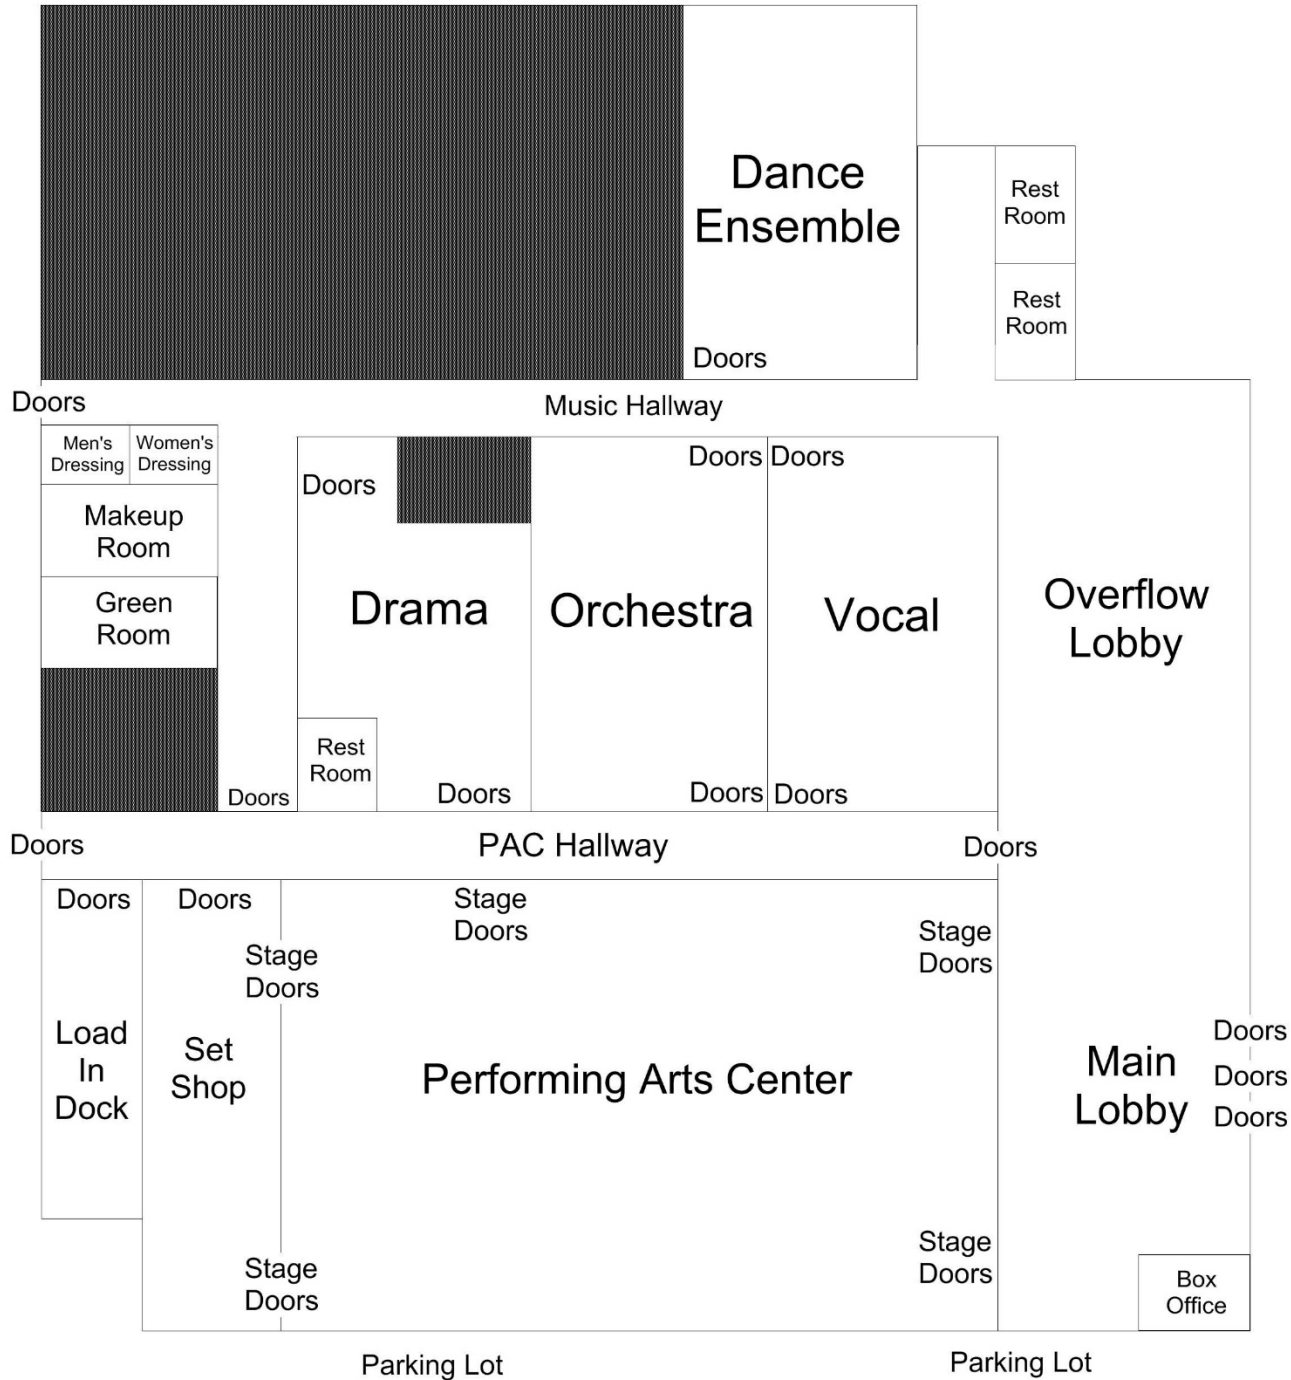 Dance
Ensemble
Rest
Room
Rest
Room
Doors
Doors
Music Hallway
Men's
Dressing
Women's
Dressing
Doors
Doors
Doors
Makeup
Room
Green
Room
Drama
Orchestra
Vocal
Overflow
Lobby
Rest
Room
Doors
Doors
Doors
Doors
Doors
PAC Hallway
Doors
Doors
Doors
Stage
Doors
Stage
Doors
Stage
Doors
Load
In
Dock
Set
Shop
Performing Arts Center
Main
Lobby
Doors
Doors
Doors
Stage
Doors
Stage
Doors
Box
Office
Parking Lot
Parking Lot